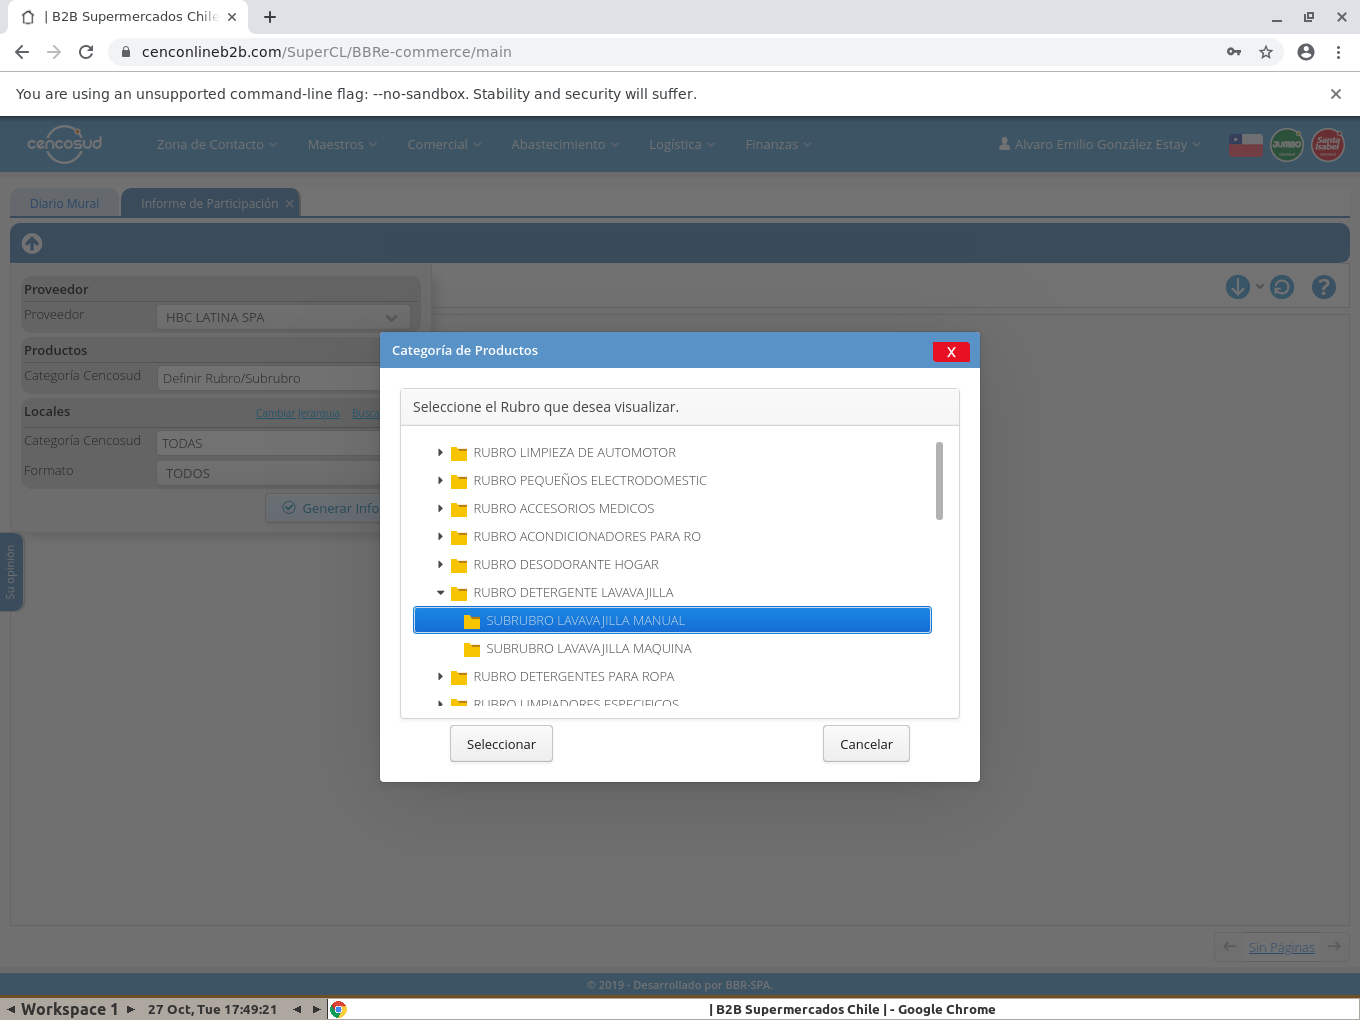 | B2B Supermercados Chile
cenconlineb2b.com/SuperCL/BBRe-commerce/main
You are using an unsupported command-line flag: --no-sandbox. Stability and security will suffer.
cencosud
Zona de Contacto
Maestros
Comercial
Abastecimiento
Logística
Finanzas
Alvaro Emilio González Estay
JUMBO
Santa Isabel
Diario Mural
Informe de Participación
Proveedor
Proveedor
HBC LATINA SPA
Productos
Categoría Cencosud
Definir Rubro/Subrubro
Locales
Cambiar Jerarquía
Busca
Categoría Cencosud
TODAS
Formato
TODOS
Generar Info
Su opinión
Categoría de Productos
X
Seleccione el Rubro que desea visualizar.
RUBRO LIMPIEZA DE AUTOMOTOR
RUBRO PEQUEÑOS ELECTRODOMESTIC
RUBRO ACCESORIOS MEDICOS
RUBRO ACONDICIONADORES PARA RO
RUBRO DESODORANTE HOGAR
RUBRO DETERGENTE LAVAVAJILLA
SUBRUBRO LAVAVAJILLA MANUAL
SUBRUBRO LAVAVAJILLA MAQUINA
RUBRO DETERGENTES PARA ROPA
RUBRO LIMPIADORES ESPECIFICOS
Seleccionar
Cancelar
Sin Páginas
© 2019 - Desarrollado por BBR-SPA.
Workspace 1
27 Oct, Tue 17:49:21
| B2B Supermercados Chile | - Google Chrome